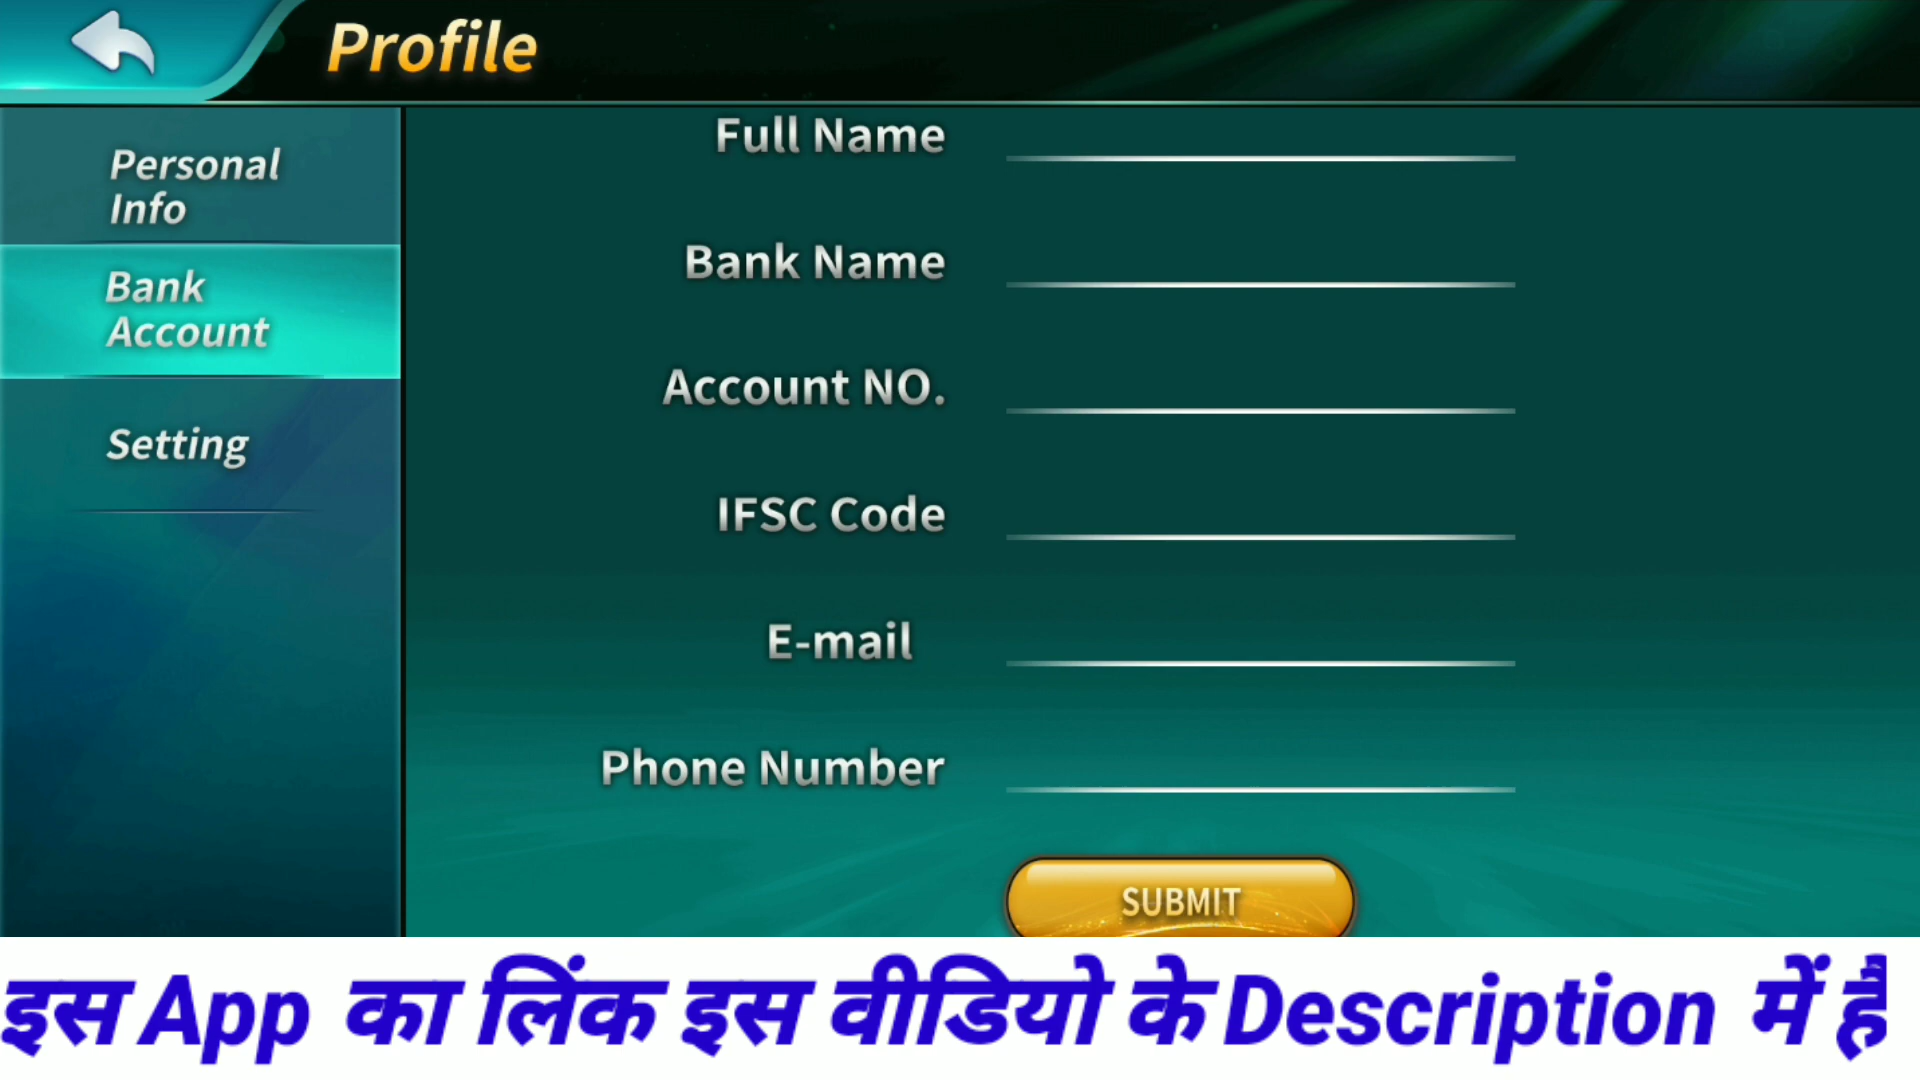 Profile
Personal
Info
Bank
Account
Setting
Full Name
Bank Name
Account NO.
IFSC Code
E-mail
Phone Number
SUBMIT
इस App का लिंक इस वीडियो के Description में है